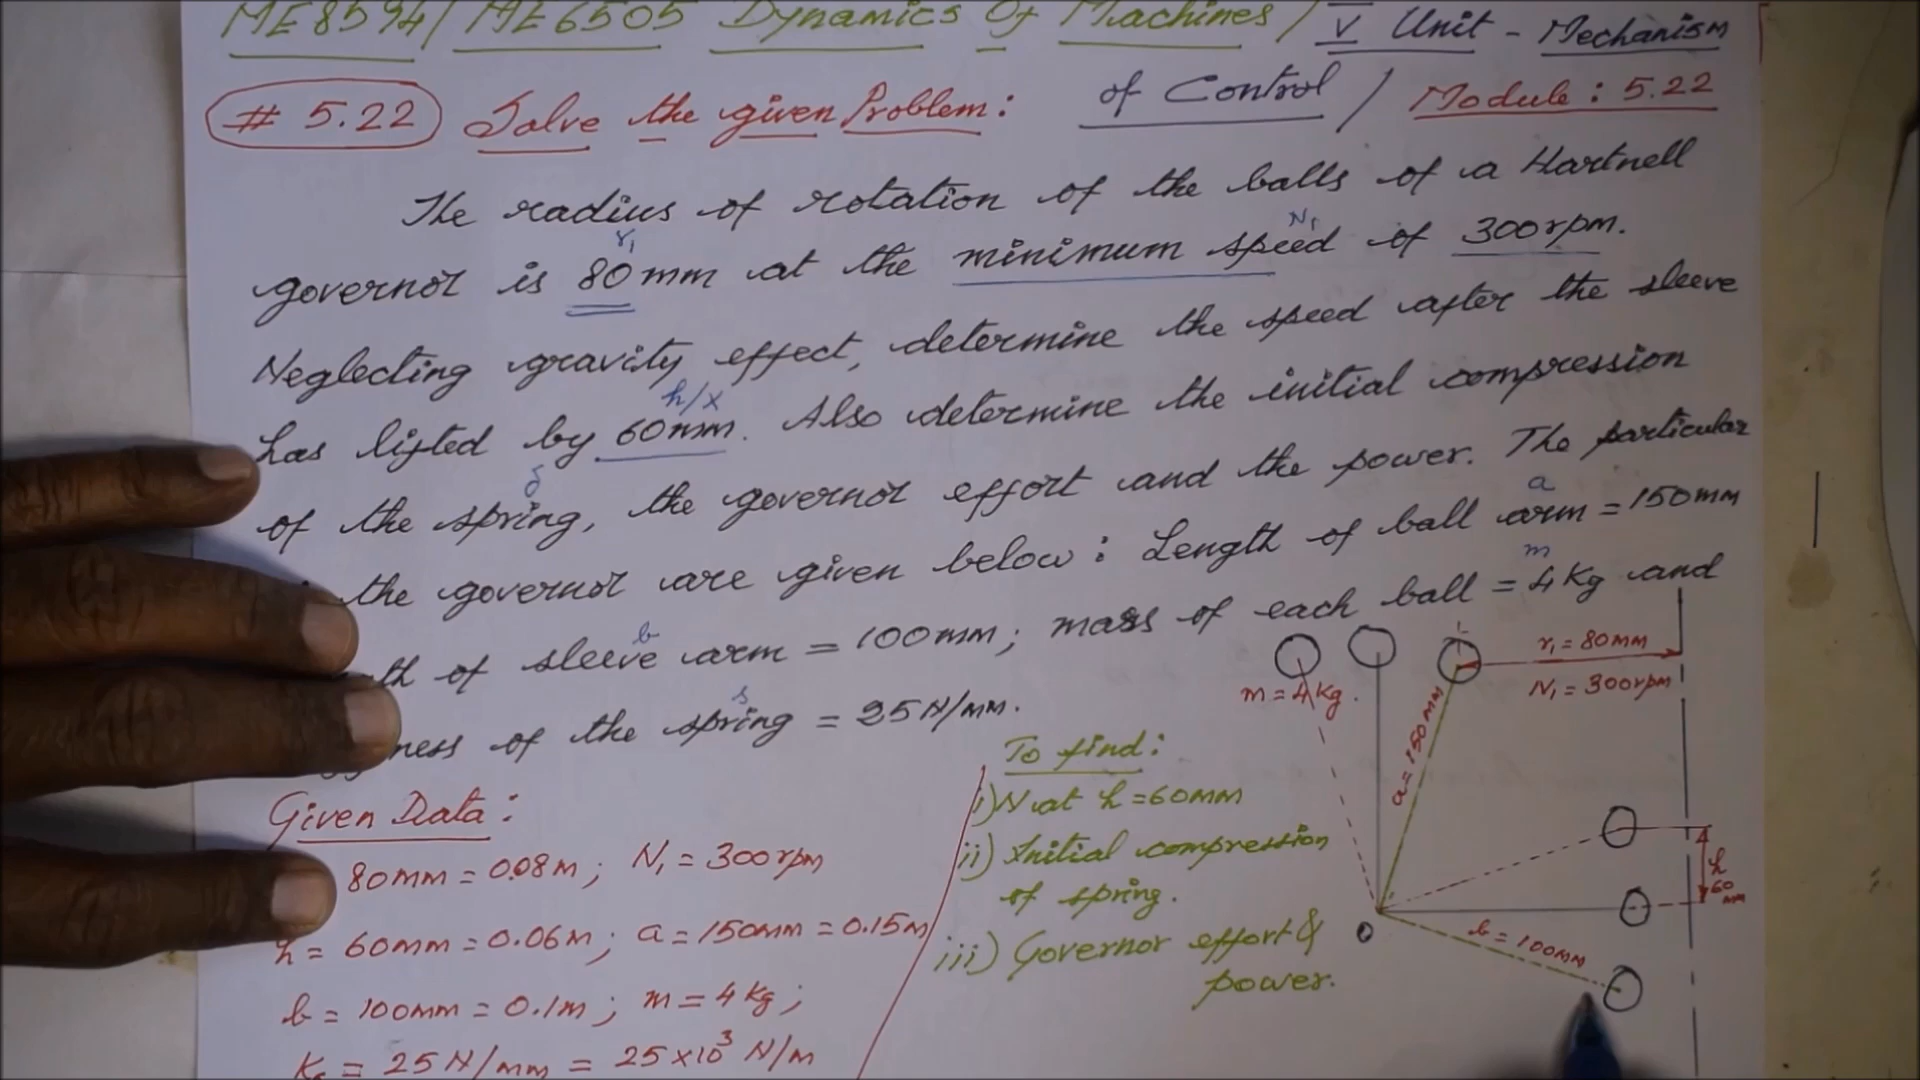 ME8594/ME6505 Dynamics Of Machines / V Unit - Mechanism
of Control / Module : 5.22
# 5.22 Solve the given Problem :
The radius of rotation of the balls of a Hartnell
r₁ N₁
governor is 80mm at the minimum speed of 300rpm.
Neglecting gravity effect, determine the speed after the sleeve
h/x
has lifted by 60mm. Also determine the initial compression
δ
of the spring, the governor effort and the power. The particular
a
the governor are given below : Length of ball arm = 150mm
b m
of sleeve arm = 100mm; mass of each ball = 4Kg and
s
of the spring = 25N/mm.
Given Data :
80mm = 0.08m ; N₁ = 300rpm
h = 60mm = 0.06m ; a = 150mm = 0.15m
b = 100mm = 0.1m ; m = 4Kg ;
= 25N/mm = 25×10³ N/m
To find :
i) N at h = 60mm
ii) Initial compression
of spring.
iii) Governor effort &
power.
m = 4Kg.
r₁ = 80mm
N₁ = 300rpm
a = 150mm
h
60
mm
b = 100mm
O